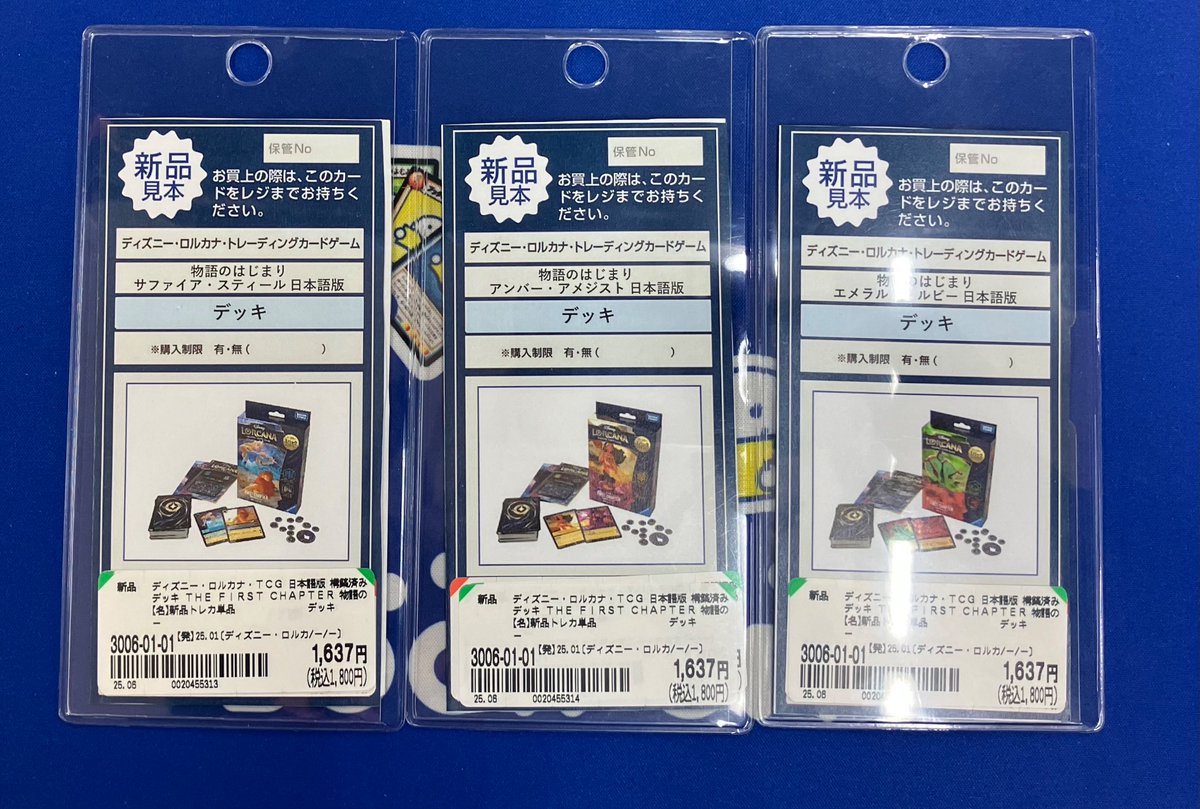 新品
見本
保管No
お買上の際は、このカー
ドをレジまでお持ちく
ださい。
ディズニー・ロルカナ・トレーディングカードゲーム
物語のはじまり
サファイア・スティール 日本語版
デッキ
※購入制限 有・無 ( )
Disney
LORCANA
新品 ディズニー・ロルカナ・TCG 日本語版 構築済み
デッキ THE FIRST CHAPTER 物語の
【名】新品トレカ単品 デッキ
ー
3006-01-01 【発】25.01 [ディズニー・ロルカ/ー/ー]
1,637円
(税込1,800円)
25.06 0020455313
新品
見本
保管No
お買上の際は、このカー
ドをレジまでお持ちく
ださい。
ディズニー・ロルカナ・トレーディングカードゲーム
物語のはじまり
アンバー・アメジスト 日本語版
デッキ
※購入制限 有・無 ( )
Disney
LORCANA
新品 ディズニー・ロルカナ・TCG 日本語版 構築済み
デッキ THE FIRST CHAPTER 物語の
【名】新品トレカ単品 デッキ
ー
3006-01-01 【発】25.01 [ディズニー・ロルカ/ー/ー]
1,637円
(税込1,800円)
25.06 0020455314
新品
見本
保管No
お買上の際は、このカー
ドをレジまでお持ちく
ださい。
ディズニー・ロルカナ・トレーディングカードゲーム
物語のはじまり
エメラル ルビー 日本語版
デッキ
※購入制限 有・無 ( )
Disney
LORCANA
新品 ディズニー・ロルカナ・TCG 日本語版 構築済み
デッキ THE FIRST CHAPTER 物語の
【名】新品トレカ単品 デッキ
ー
3006-01-01 【発】25.01 [ディズニー・ロルカ/ー/ー]
1,637円
(税込1,800円)
25.06